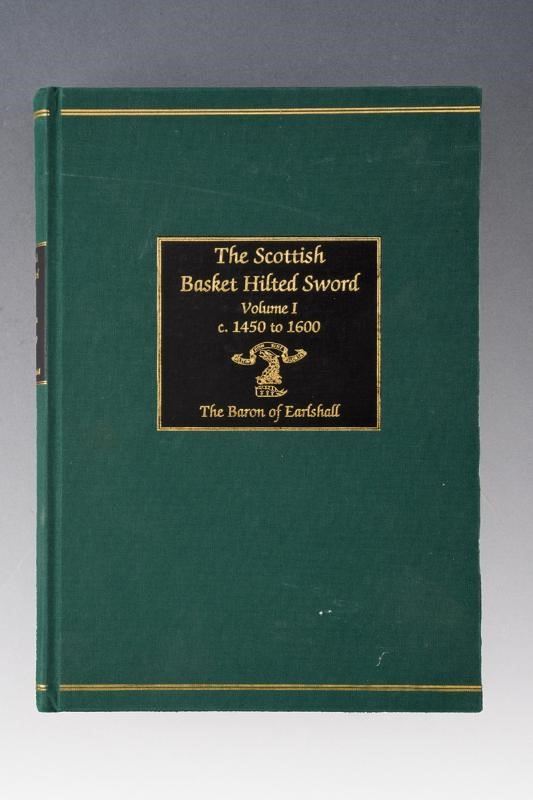 The Scottish
Basket Hilted Sword
Volume I
c. 1450 to 1600
The Baron of Earlshall